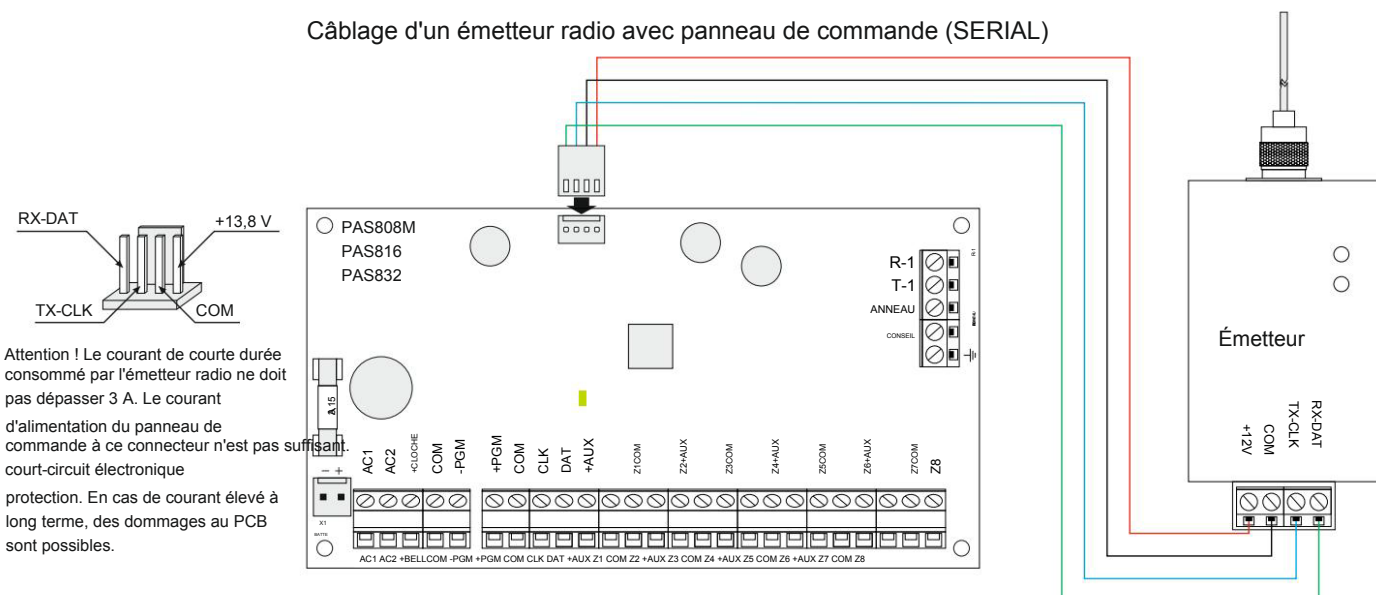 Câblage d'un émetteur radio avec panneau de commande (SERIAL)
RX-DAT
+13,8 V
TX-CLK
COM
Attention ! Le courant de courte durée
consommé par l'émetteur radio ne doit
pas dépasser 3 A. Le courant
d'alimentation du panneau de
commande à ce connecteur n'est pas suffisant.
court-circuit électronique
protection. En cas de courant élevé à
long terme, des dommages au PCB
sont possibles.
PAS808M
PAS816
PAS832
R-1
R-1
T-1
ANNEAU
CONSEIL
Émetteur
+12V
COM
TX-CLK
RX-DAT
- +
X1
BATTE
AC1
AC2
+CLOCHE
COM
-PGM
+PGM
COM
CLK
DAT
+AUX
Z1COM
Z2+AUX
Z3COM
Z4+AUX
Z5COM
Z6+AUX
Z7COM
Z8
AC1 AC2 +BELLCOM -PGM +PGM COM CLK DAT +AUX Z1 COM Z2 +AUX Z3 COM Z4 +AUX Z5 COM Z6 +AUX Z7 COM Z8